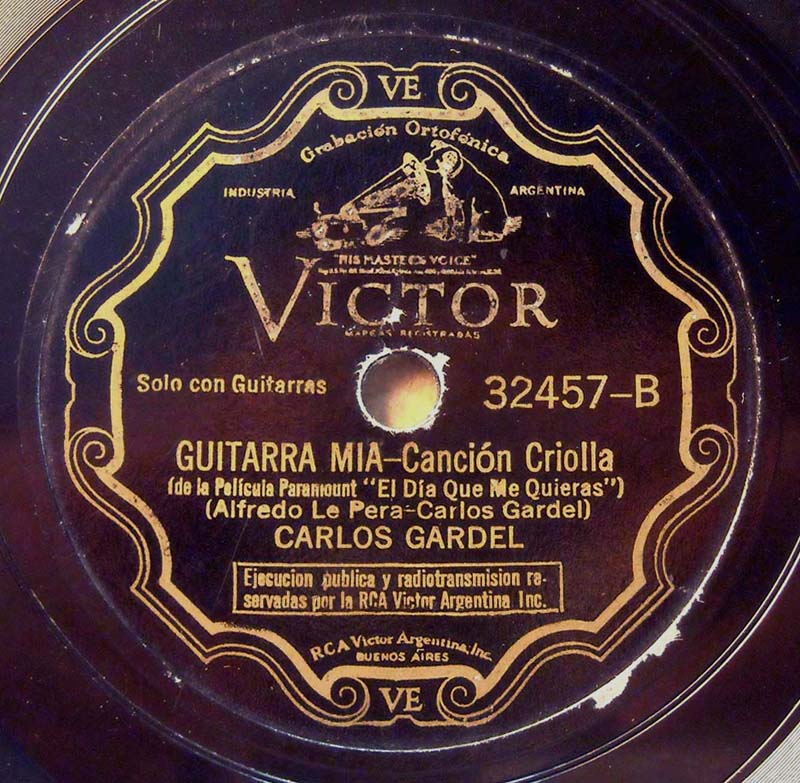 VE
Grabación Ortofónica
INDUSTRIA ARGENTINA
"HIS MASTER'S VOICE"
VICTOR
MARCAS REGISTRADAS
Solo con Guitarras 32457-B
GUITARRA MIA-Canción Criolla
(de la Película Paramount "El Día Que Me Quieras")
(Alfredo Le Pera-Carlos Gardel)
CARLOS GARDEL
Ejecucion publica y radiotransmision re-
servadas por la RCA Victor Argentina Inc.
RCA Victor Argentina, Inc.
BUENOS AIRES
VE